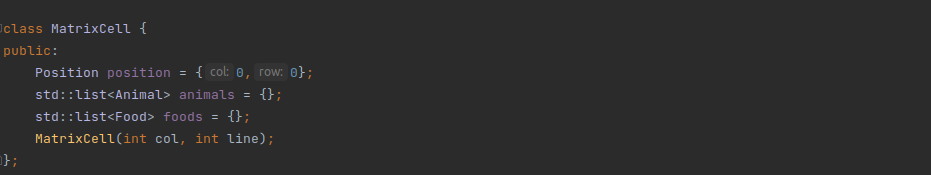 class MatrixCell {
public:
    Position position = { col: 0, row: 0};
    std::list<Animal> animals = {};
    std::list<Food> foods = {};
    MatrixCell(int col, int line);
};